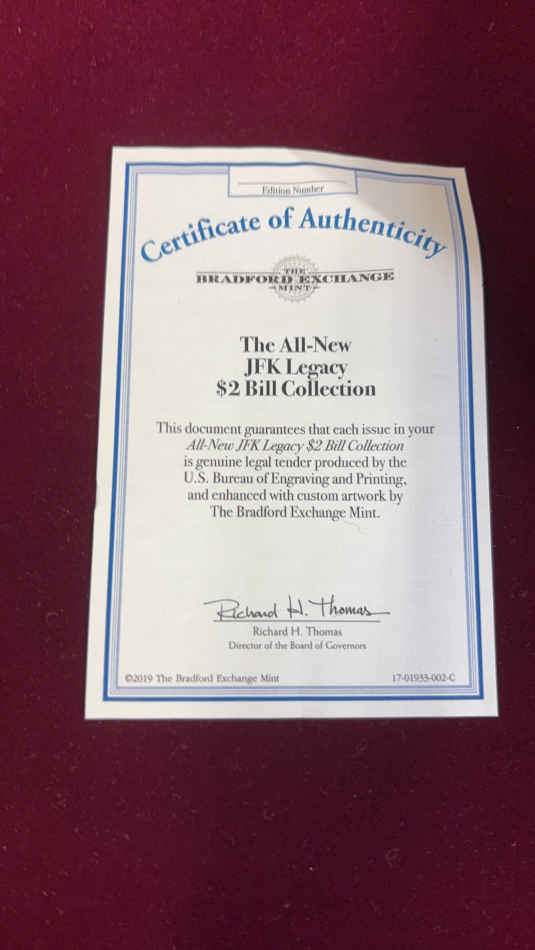 Edition Number
Certificate of Authenticity
THE
BRADFORD EXCHANGE
MINT
The All-New
JFK Legacy
$2 Bill Collection
This document guarantees that each issue in your
All-New JFK Legacy $2 Bill Collection
is genuine legal tender produced by the
U.S. Bureau of Engraving and Printing,
and enhanced with custom artwork by
The Bradford Exchange Mint.
Richard H. Thomas
Richard H. Thomas
Director of the Board of Governors
©2019 The Bradford Exchange Mint
17-01933-002-C